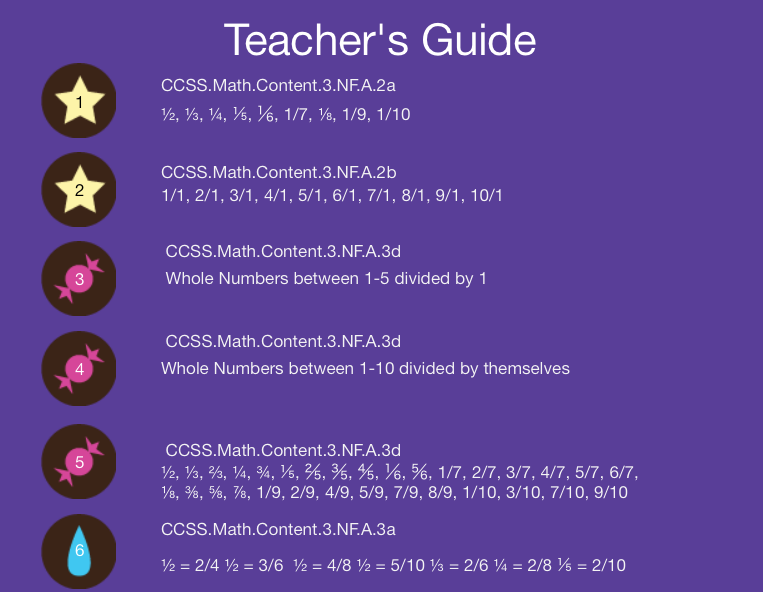 Teacher's Guide
1
CCSS.Math.Content.3.NF.A.2a
½, ⅓, ¼, ⅕, ⅙, 1/7, ⅛, 1/9, 1/10
2
CCSS.Math.Content.3.NF.A.2b
1/1, 2/1, 3/1, 4/1, 5/1, 6/1, 7/1, 8/1, 9/1, 10/1
3
CCSS.Math.Content.3.NF.A.3d
Whole Numbers between 1-5 divided by 1
4
CCSS.Math.Content.3.NF.A.3d
Whole Numbers between 1-10 divided by themselves
5
CCSS.Math.Content.3.NF.A.3d
½, ⅓, ⅔, ¼, ¾, ⅕, ⅖, ⅗, ⅘, ⅙, ⅚, 1/7, 2/7, 3/7, 4/7, 5/7, 6/7,
⅛, ⅜, ⅝, ⅞, 1/9, 2/9, 4/9, 5/9, 7/9, 8/9, 1/10, 3/10, 7/10, 9/10
6
CCSS.Math.Content.3.NF.A.3a
½ = 2/4 ½ = 3/6 ½ = 4/8 ½ = 5/10 ⅓ = 2/6 ¼ = 2/8 ⅕ = 2/10